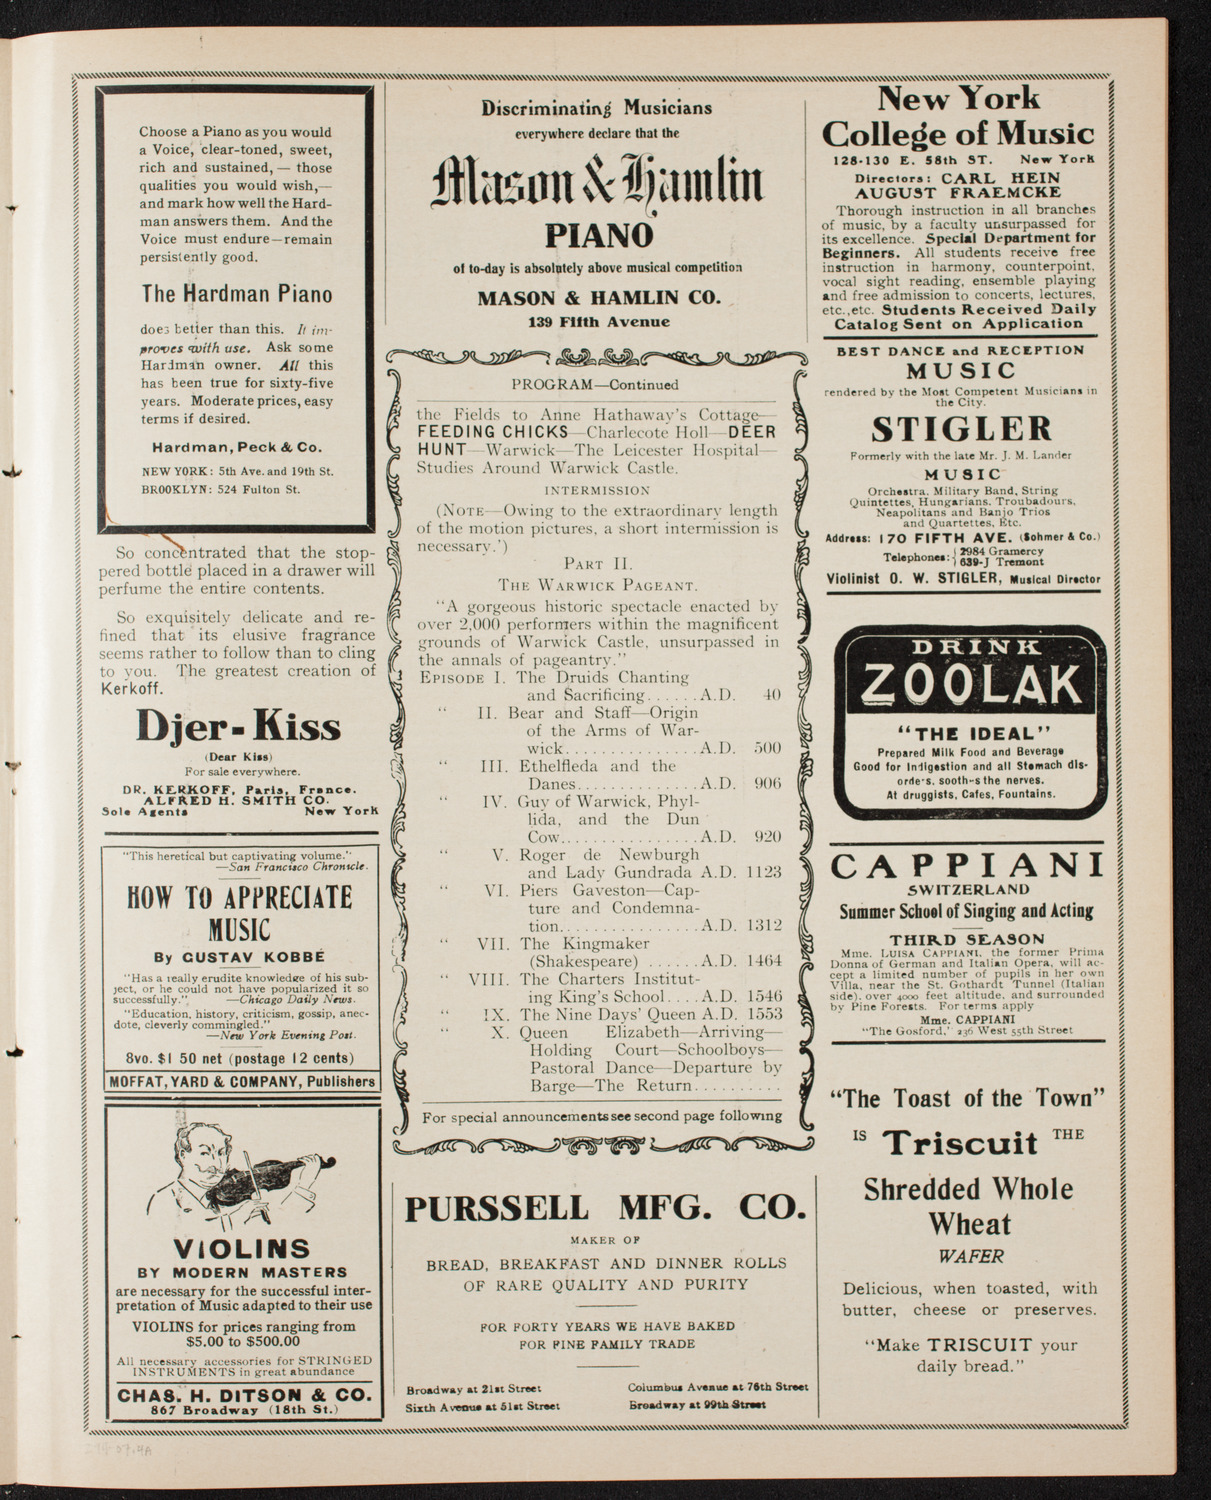 Choose a Piano as you would
a Voice, clear-toned, sweet,
rich and sustained, — those
qualities you would wish,—
and mark how well the Hard-
man answers them. And the
Voice must endure—remain
persistently good.
The Hardman Piano
does better than this. It im-
proves with use. Ask some
Hardman owner. All this
has been true for sixty-five
years. Moderate prices, easy
terms if desired.
Hardman, Peck & Co.
NEW YORK: 5th Ave. and 19th St.
BROOKLYN: 524 Fulton St.
So concentrated that the stop-
pered bottle placed in a drawer will
perfume the entire contents.
So exquisitely delicate and re-
fined that its elusive fragrance
seems rather to follow than to cling
to you. The greatest creation of
Kerkoff.
Djer-Kiss
(Dear Kiss)
For sale everywhere.
DR. KERKOFF, Paris, France.
ALFRED H. SMITH CO.
Sole Agents New York
"This heretical but captivating volume."
—San Francisco Chronicle.
HOW TO APPRECIATE
MUSIC
By GUSTAV KOBBÉ
"Has a really erudite knowledge of his sub-
ject, or he could not have popularized it so
successfully." —Chicago Daily News.
"Education, history, criticism, gossip, anec-
dote, cleverly commingled."
—New York Evening Post.
8vo. $1 50 net (postage 12 cents)
MOFFAT, YARD & COMPANY, Publishers
VIOLINS
BY MODERN MASTERS
are necessary for the successful inter-
pretation of Music adapted to their use
VIOLINS for prices ranging from
$5.00 to $500.00
All necessary accessories for STRINGED
INSTRUMENTS in great abundance
CHAS. H. DITSON & CO.
867 Broadway (18th St.)
Discriminating Musicians
everywhere declare that the
Mason & Hamlin
PIANO
of to-day is absolutely above musical competition
MASON & HAMLIN CO.
139 Fifth Avenue
PROGRAM—Continued
the Fields to Anne Hathaway's Cottage—
FEEDING CHICKS—Charlecote Holl—DEER
HUNT—Warwick—The Leicester Hospital—
Studies Around Warwick Castle.
INTERMISSION
(NOTE—Owing to the extraordinary length
of the motion pictures, a short intermission is
necessary.')
PART II.
THE WARWICK PAGEANT.
"A gorgeous historic spectacle enacted by
over 2,000 performers within the magnificent
grounds of Warwick Castle, unsurpassed in
the annals of pageantry."
EPISODE I. The Druids Chanting
and Sacrificing......A.D. 40
" II. Bear and Staff—Origin
of the Arms of War-
wick...............A.D. 500
" III. Ethelfleda and the
Danes..............A.D. 906
" IV. Guy of Warwick, Phyl-
lida, and the Dun
Cow................A.D. 920
" V. Roger de Newburgh
and Lady Gundrada A.D. 1123
" VI. Piers Gaveston—Cap-
ture and Condemna-
tion................A.D. 1312
" VII. The Kingmaker
(Shakespeare) ......A.D. 1464
" VIII. The Charters Institut-
ing King's School....A.D. 1546
" IX. The Nine Days' Queen A.D. 1553
" X. Queen Elizabeth—Arriving—
Holding Court—Schoolboys—
Pastoral Dance—Departure by
Barge—The Return..........
For special announcements see second page following
PURSSELL MFG. CO.
MAKER OF
BREAD, BREAKFAST AND DINNER ROLLS
OF RARE QUALITY AND PURITY
FOR FORTY YEARS WE HAVE BAKED
FOR FINE FAMILY TRADE
Broadway at 21st Street Columbus Avenue at 76th Street
Sixth Avenue at 51st Street Broadway at 99th Street
New York
College of Music
128-130 E. 58th ST. New York
Directors: CARL HEIN
AUGUST FRAEMCKE
Thorough instruction in all branches
of music, by a faculty unsurpassed for
its excellence. Special Department for
Beginners. All students receive free
instruction in harmony, counterpoint,
vocal sight reading, ensemble playing
and free admission to concerts, lectures,
etc.,etc. Students Received Daily
Catalog Sent on Application
BEST DANCE and RECEPTION
MUSIC
rendered by the Most Competent Musicians in
the City.
STIGLER
Formerly with the late Mr. J. M. Lander
MUSIC
Orchestra, Military Band, String
Quintettes, Hungarians, Troubadours,
Neapolitans and Banjo Trios
and Quartettes, Etc.
Address: 170 FIFTH AVE. (Sohmer & Co.)
Telephones: { 2984 Gramercy
639-J Tremont
Violinist O. W. STIGLER, Musical Director
DRINK
ZOOLAK
"THE IDEAL"
Prepared Milk Food and Beverage
Good for Indigestion and all Stomach dis-
orders, sooths the nerves.
At druggists, Cafes, Fountains.
CAPPIANI
SWITZERLAND
Summer School of Singing and Acting
THIRD SEASON
Mme. LUISA CAPPIANI, the former Prima
Donna of German and Italian Opera, will ac-
cept a limited number of pupils in her own
Villa, near the St. Gothardt Tunnel (Italian
side), over 4000 feet altitude, and surrounded
by Pine Forests. For terms apply
Mme. CAPPIANI
"The Gosford,' 236 West 55th Street
"The Toast of the Town"
IS Triscuit THE
Shredded Whole
Wheat
WAFER
Delicious, when toasted, with
butter, cheese or preserves.
"Make TRISCUIT your
daily bread."